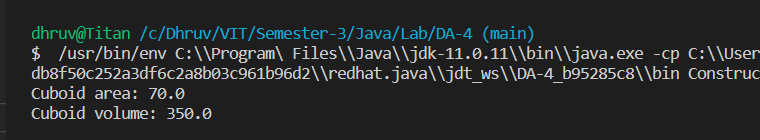 dhruv@Titan /c/Dhruv/VIT/Semester-3/Java/Lab/DA-4 (main)
$  /usr/bin/env C:\\Program\ Files\\Java\\jdk-11.0.11\\bin\\java.exe -cp C:\\User
db8f50c252a3df6c2a8b03c961b96d2\\redhat.java\\jdt_ws\\DA-4_b95285c8\\bin Construc
Cuboid area: 70.0
Cuboid volume: 350.0